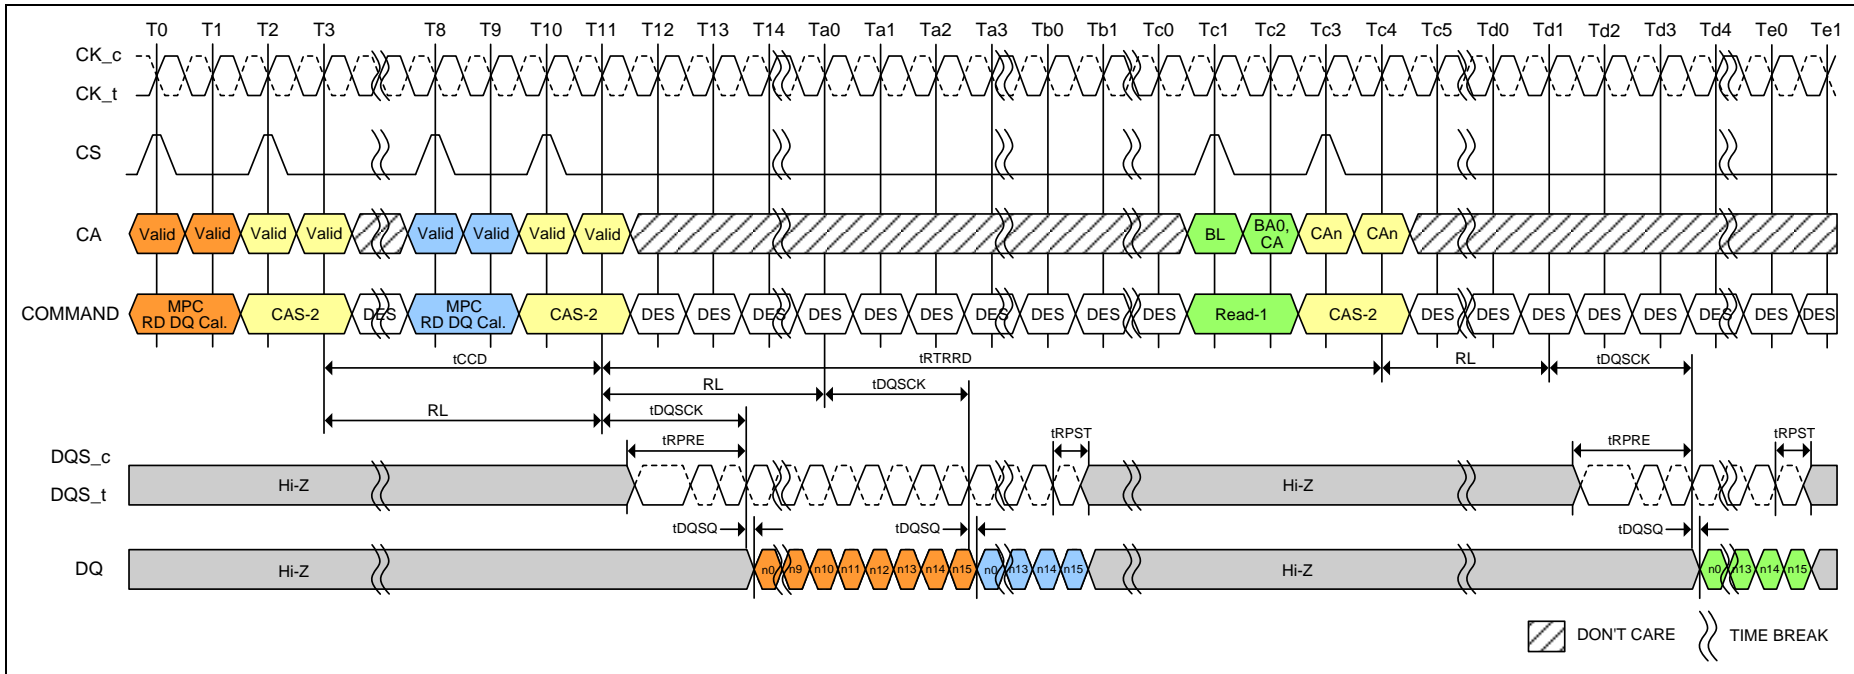 T0 T1 T2 T3 T8 T9 T10 T11 T12 T13 T14 Ta0 Ta1 Ta2 Ta3 Tb0 Tb1 Tc0 Tc1 Tc2 Tc3 Tc4 Tc5 Td0 Td1 Td2 Td3 Td4 Te0 Te1
CK_c
CK_t
CS
CA Valid Valid Valid Valid Valid Valid Valid Valid BL BA0, CA CAn CAn
COMMAND MPC RD DQ Cal. CAS-2 DES MPC RD DQ Cal. CAS-2 DES DES DES DES DES DES DES DES DES DES Read-1 CAS-2 DES DES DES DES DES DES DES DES
tCCD tRTRRD RL tDQSCK
RL tDQSCK
RL tDQSCK
tRPRE tRPST tRPRE tRPST
DQS_c
DQS_t
Hi-Z Hi-Z
tDQSQ tDQSQ tDQSQ
DQ Hi-Z n0 n9 n10 n11 n12 n13 n14 n15 n0 n13 n14 n15 Hi-Z n0 n13 n14 n15
DON'T CARE TIME BREAK